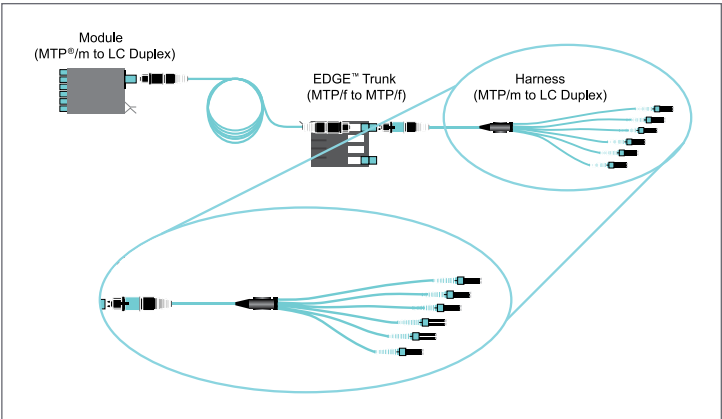 Module
(MTP®/m to LC Duplex)
EDGE™ Trunk
(MTP/f to MTP/f)
Harness
(MTP/m to LC Duplex)